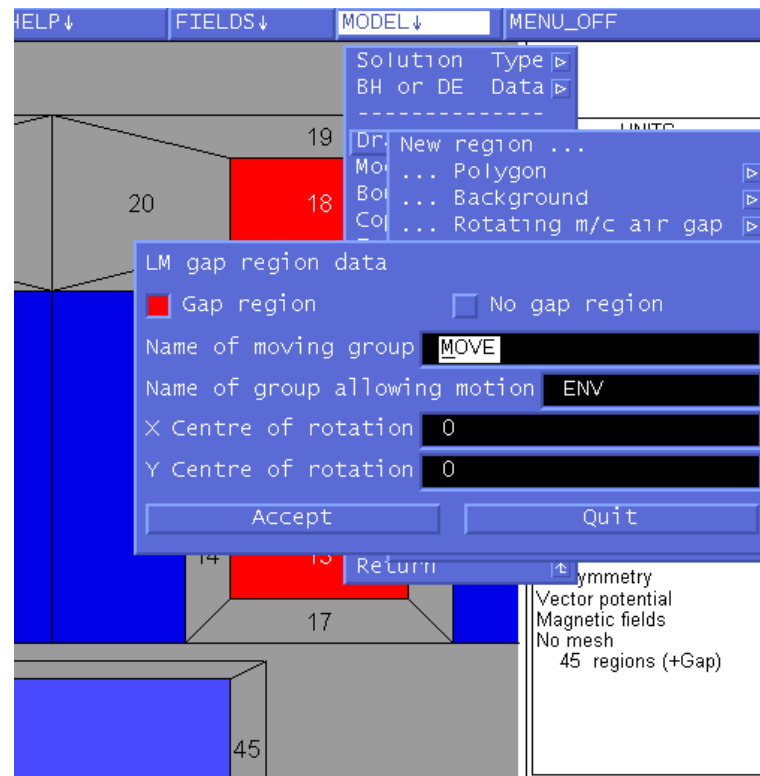 HELP↓ FIELDS↓ MODEL↓ MENU_OFF
Solution Type
BH or DE Data
---------------
UNITS
19
New region ...
... Polygon
20
18
... Background
... Rotating m/c air gap
LM gap region data
Gap region No gap region
Name of moving group MOVE
Name of group allowing motion ENV
X Centre of rotation 0
Y Centre of rotation 0
Accept Quit
14
Return
Vector potential
17
Magnetic fields
No mesh
45 regions (+Gap)
45